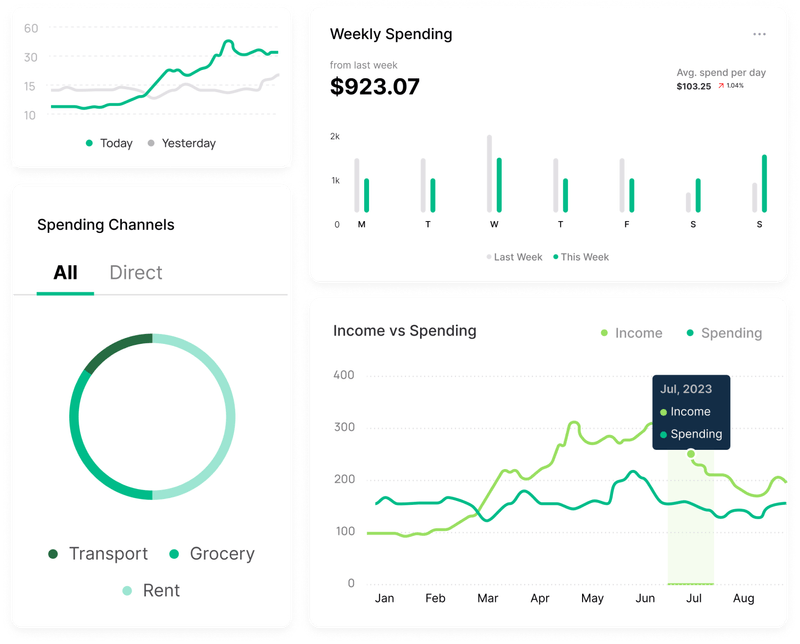 60
30
15
10
Today
Yesterday
Weekly Spending
from last week
$923.07
Avg. spend per day
$103.25 1.04%
2k
1k
0
M T W T F S S
Last Week This Week
Spending Channels
All Direct
Transport Grocery
Rent
Income vs Spending
Income Spending
400
300
200
100
0
Jul, 2023
Income
Spending
Jan Feb Mar Apr May Jun Jul Aug